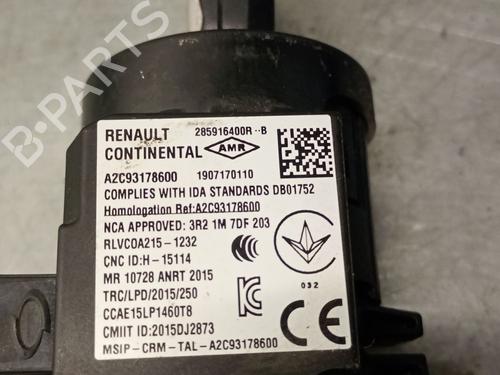 RENAULT 285916400R--B
CONTINENTAL AMR
A2C93178600 1907170110
COMPLIES WITH IDA STANDARDS DB01752
Homologation Ref:A2C93178600
NCA APPROVED: 3R2 1M 7DF 203
RLVCOA215-1232
ÇNC ID:H-15114
MR 10728 ANRT 2015
TRC/LPD/2015/250
032
CCAE15LP1460T8
CMIIT ID:2015DJ2873
CE
MSIP-CRM-TAL-A2C93178600
B-PARTS